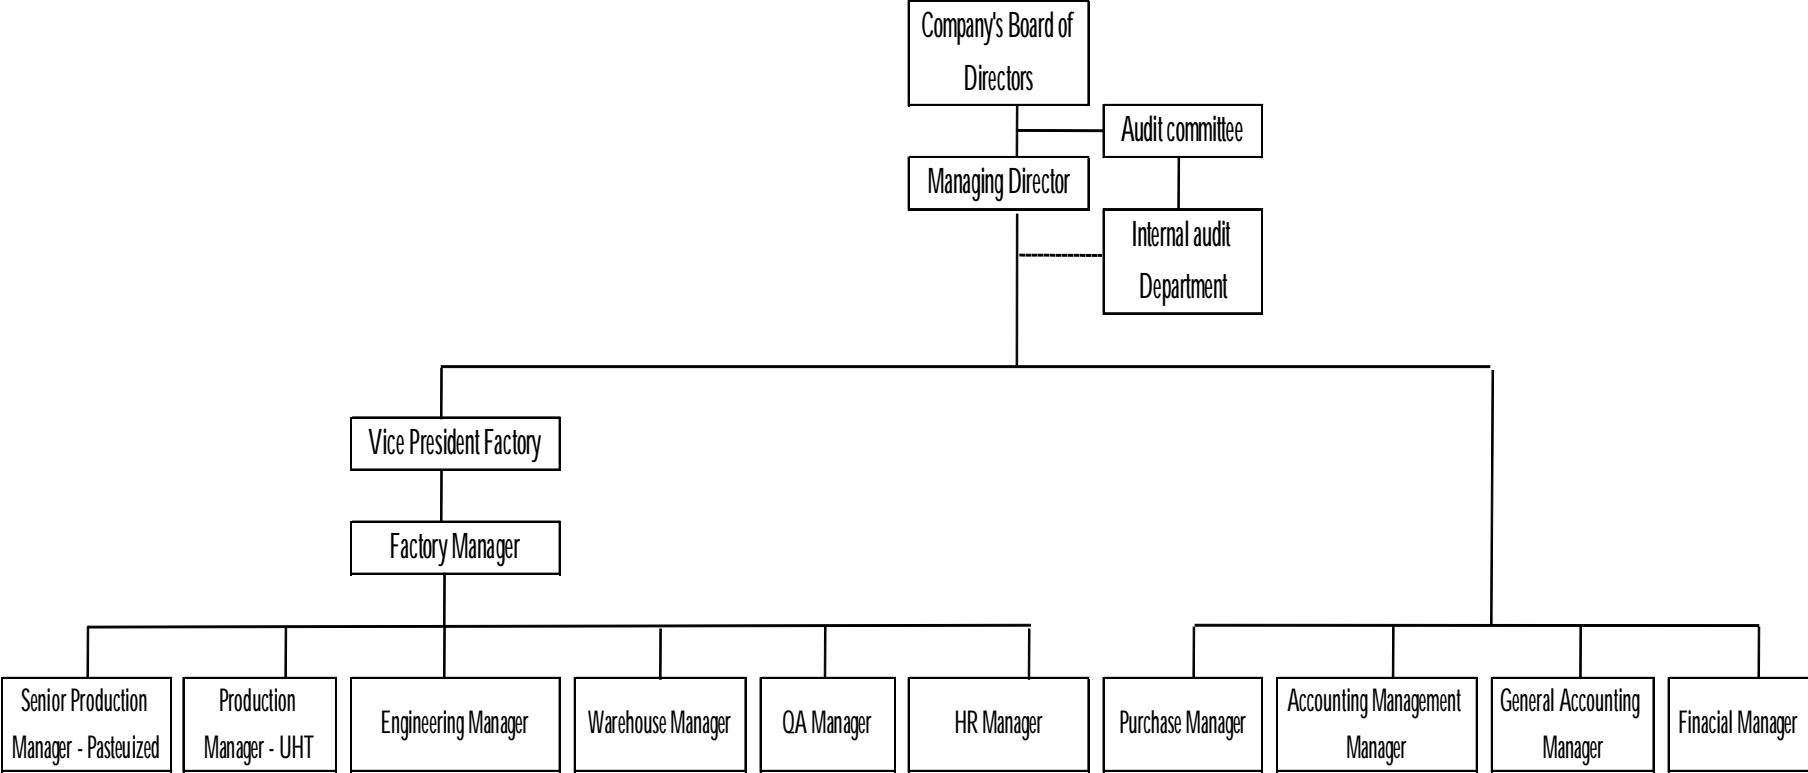 Company's Board of
Directors
Audit committee
Managing Director
Internal audit
Department
Vice President Factory
Factory Manager
Senior Production
Manager - Pasteuized
Production
Manager - UHT
Engineering Manager
Warehouse Manager
QA Manager
HR Manager
Purchase Manager
Accounting Management
Manager
General Accounting
Manager
Finacial Manager